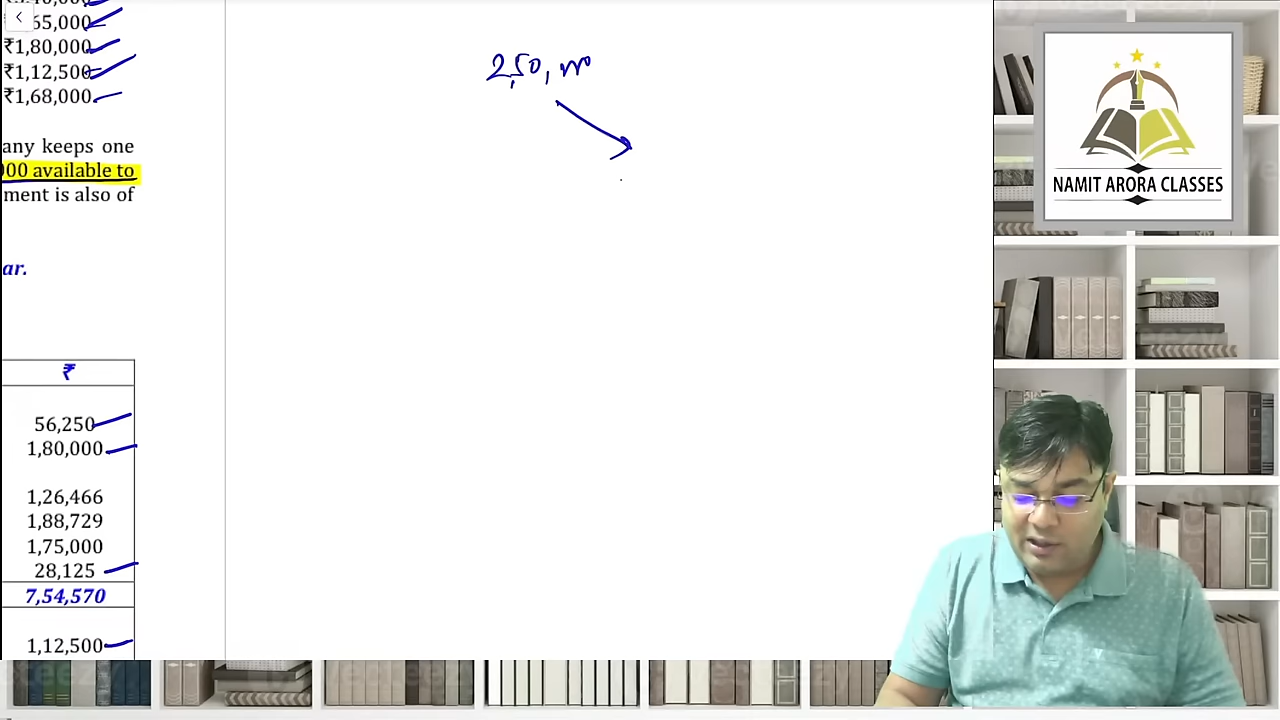 65,000
₹1,80,000
₹1,12,500
₹1,68,000
any keeps one
000 available to
ment is also of
ar.
₹
56,250
1,80,000
1,26,466
1,88,729
1,75,000
28,125
7,54,570
1,12,500
2,50,000
NAMIT ARORA CLASSES